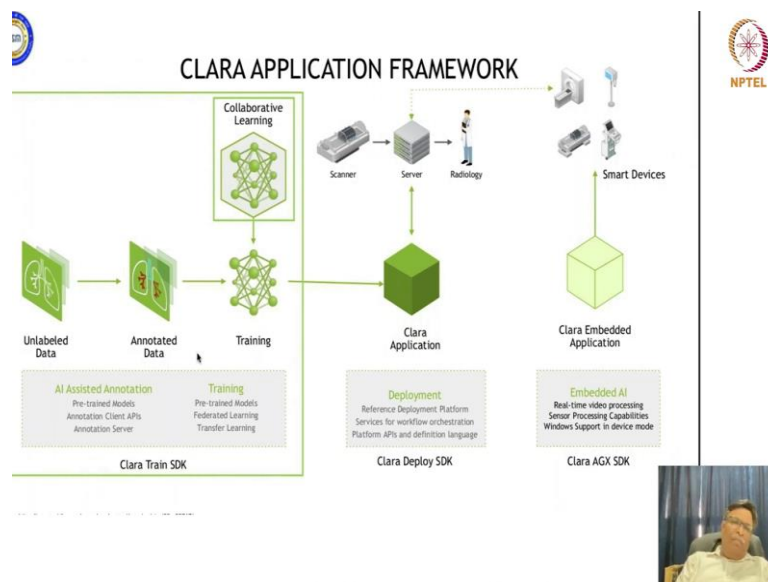 CLARA APPLICATION FRAMEWORK
NPTEL
Collaborative
Learning
Scanner
Server
Radiology
Smart Devices
Unlabeled
Data
Annotated
Data
Training
Clara
Application
Clara Embedded
Application
AI Assisted Annotation
Pre-trained Models
Annotation Client APIs
Annotation Server
Training
Pre-trained Models
Federated Learning
Transfer Learning
Clara Train SDK
Deployment
Reference Deployment Platform
Services for workflow orchestration
Platform APIs and definition language
Clara Deploy SDK
Embedded AI
Real-time video processing
Sensor Processing Capabilities
Windows Support in device mode
Clara AGX SDK